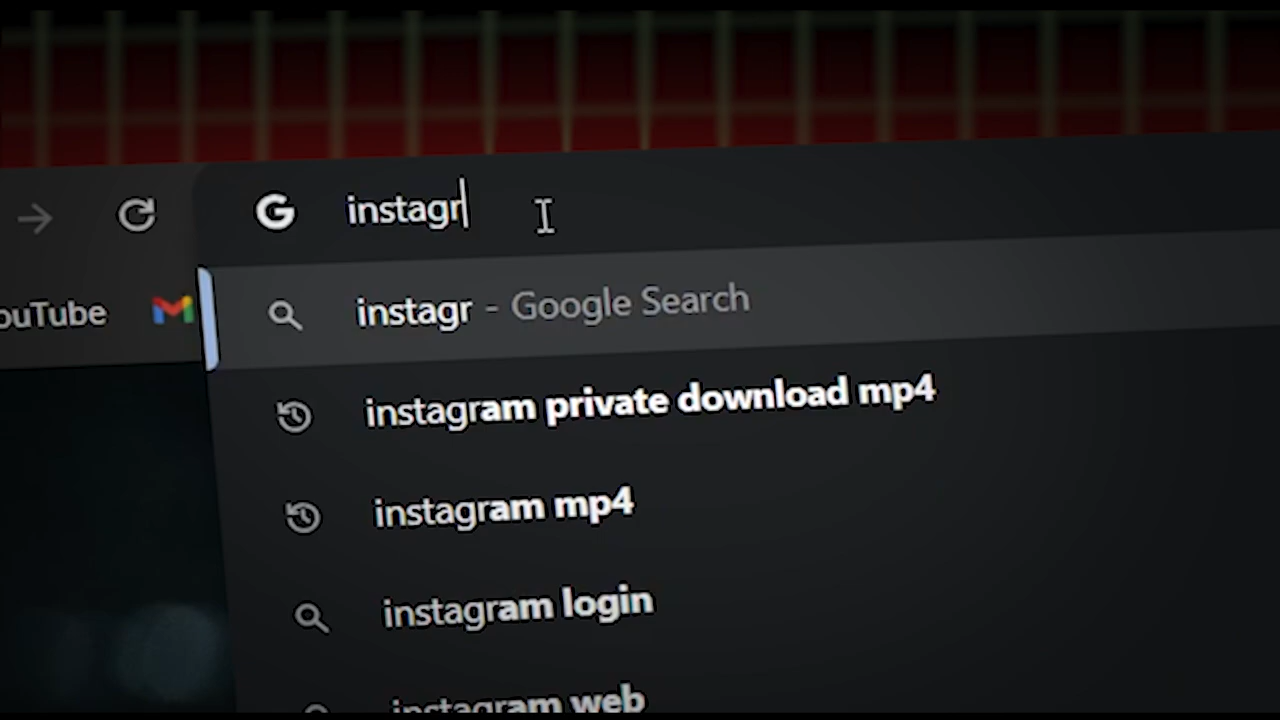 instagr
ouTube
instagr - Google Search
instagram private download mp4
instagram mp4
instagram login
instagram web